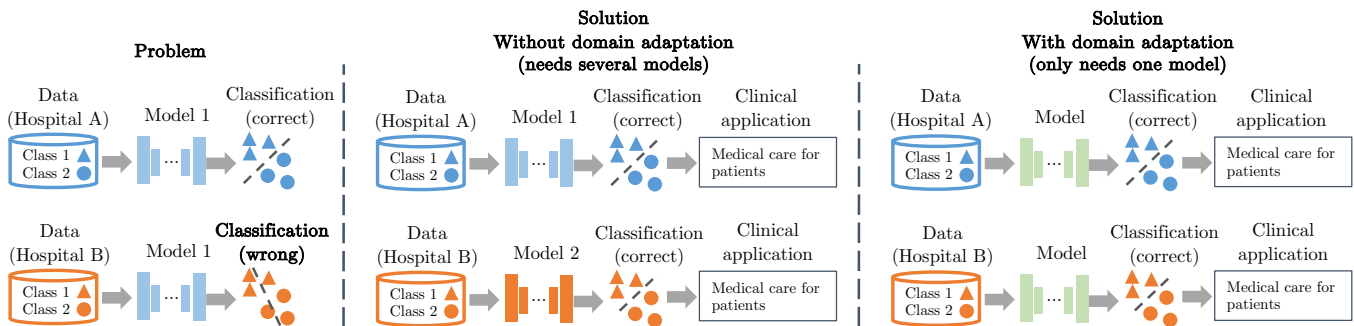 Problem
Data
(Hospital A)
Model 1
Classification
(correct)
Class 1
Class 2
...
Data
(Hospital B)
Model 1
Classification
(wrong)
Class 1
Class 2
...
Solution
Without domain adaptation
(needs several models)
Data
(Hospital A)
Model 1
Classification
(correct)
Clinical
application
Class 1
Class 2
...
Medical care for
patients
Data
(Hospital B)
Model 2
Classification
(correct)
Clinical
application
Class 1
Class 2
...
Medical care for
patients
Solution
With domain adaptation
(only needs one model)
Data
(Hospital A)
Model
Classification
(correct)
Clinical
application
Class 1
Class 2
...
Medical care for
patients
Data
(Hospital B)
Model
Classification
(correct)
Clinical
application
Class 1
Class 2
...
Medical care for
patients